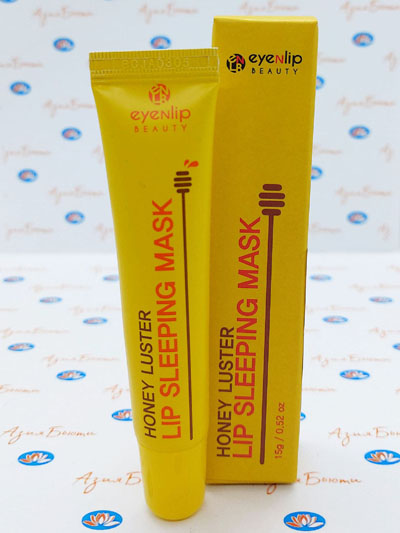 eyenlip
BEAUTY
HONEY LUSTER
LIP SLEEPING MASK
eyenlip
BEAUTY
HONEY LUSTER
LIP SLEEPING MASK
15g / 0.52 oz
Азия Бьюти